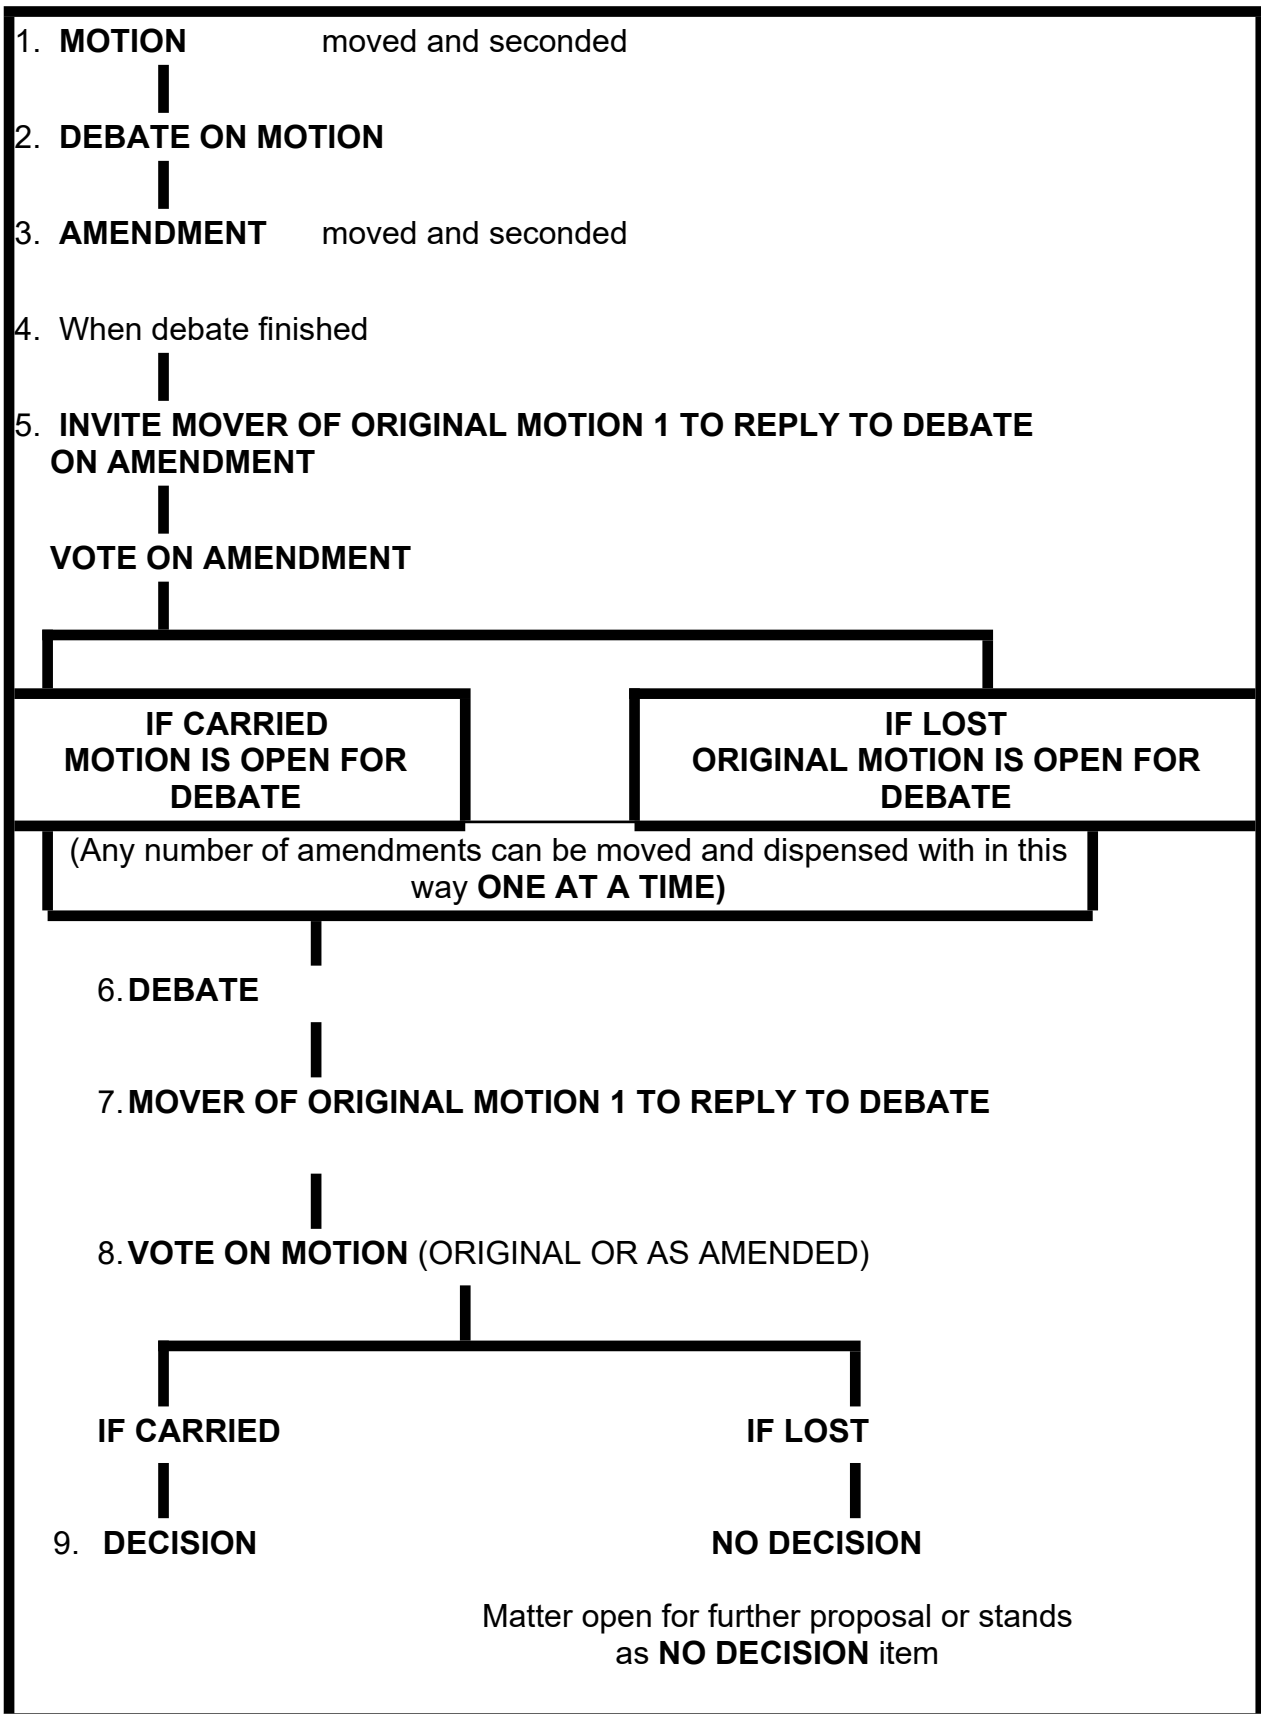 1. MOTION moved and seconded
2. DEBATE ON MOTION
3. AMENDMENT moved and seconded
4. When debate finished
5. INVITE MOVER OF ORIGINAL MOTION 1 TO REPLY TO DEBATE
ON AMENDMENT
VOTE ON AMENDMENT
IF CARRIED
MOTION IS OPEN FOR
DEBATE
IF LOST
ORIGINAL MOTION IS OPEN FOR
DEBATE
(Any number of amendments can be moved and dispensed with in this
way ONE AT A TIME)
6. DEBATE
7. MOVER OF ORIGINAL MOTION 1 TO REPLY TO DEBATE
8. VOTE ON MOTION (ORIGINAL OR AS AMENDED)
IF CARRIED
IF LOST
9. DECISION
NO DECISION
Matter open for further proposal or stands
as NO DECISION item